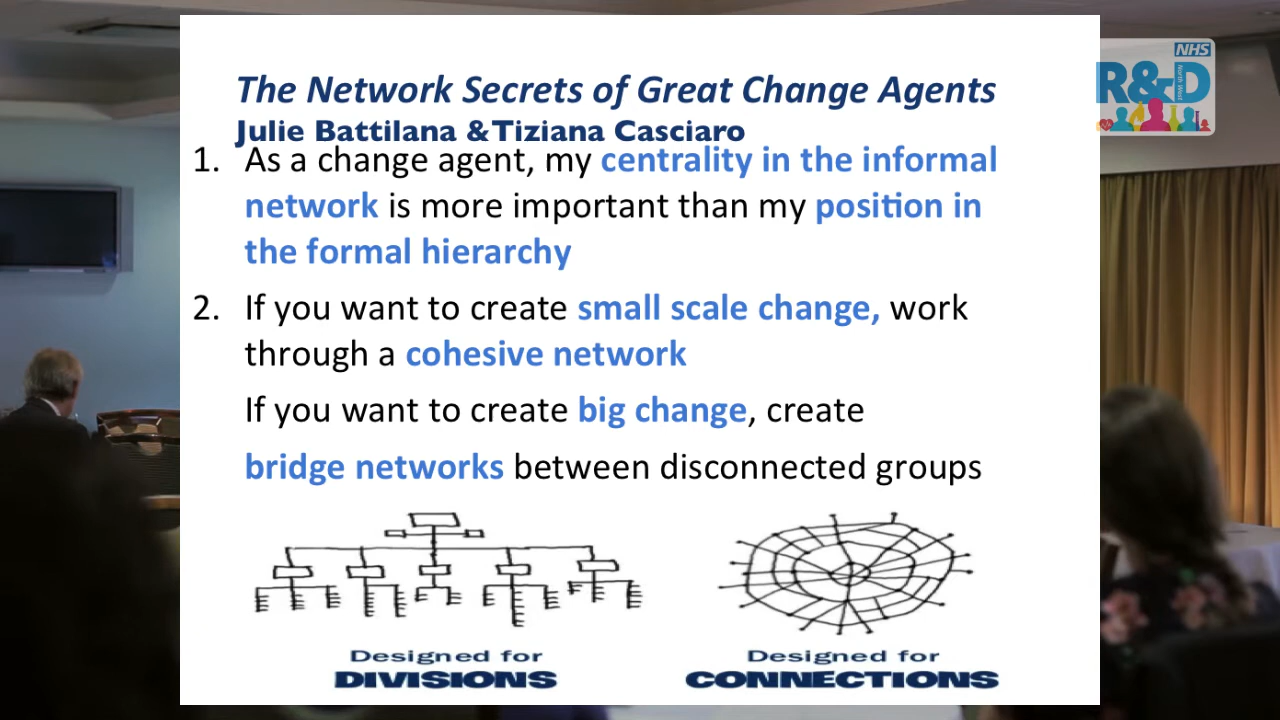 The Network Secrets of Great Change Agents
Julie Battilana & Tiziana Casciaro
1. As a change agent, my centrality in the informal
network is more important than my position in
the formal hierarchy
2. If you want to create small scale change, work
through a cohesive network
If you want to create big change, create
bridge networks between disconnected groups
Designed for
DIVISIONS
Designed for
CONNECTIONS
NHS
R&D
North West